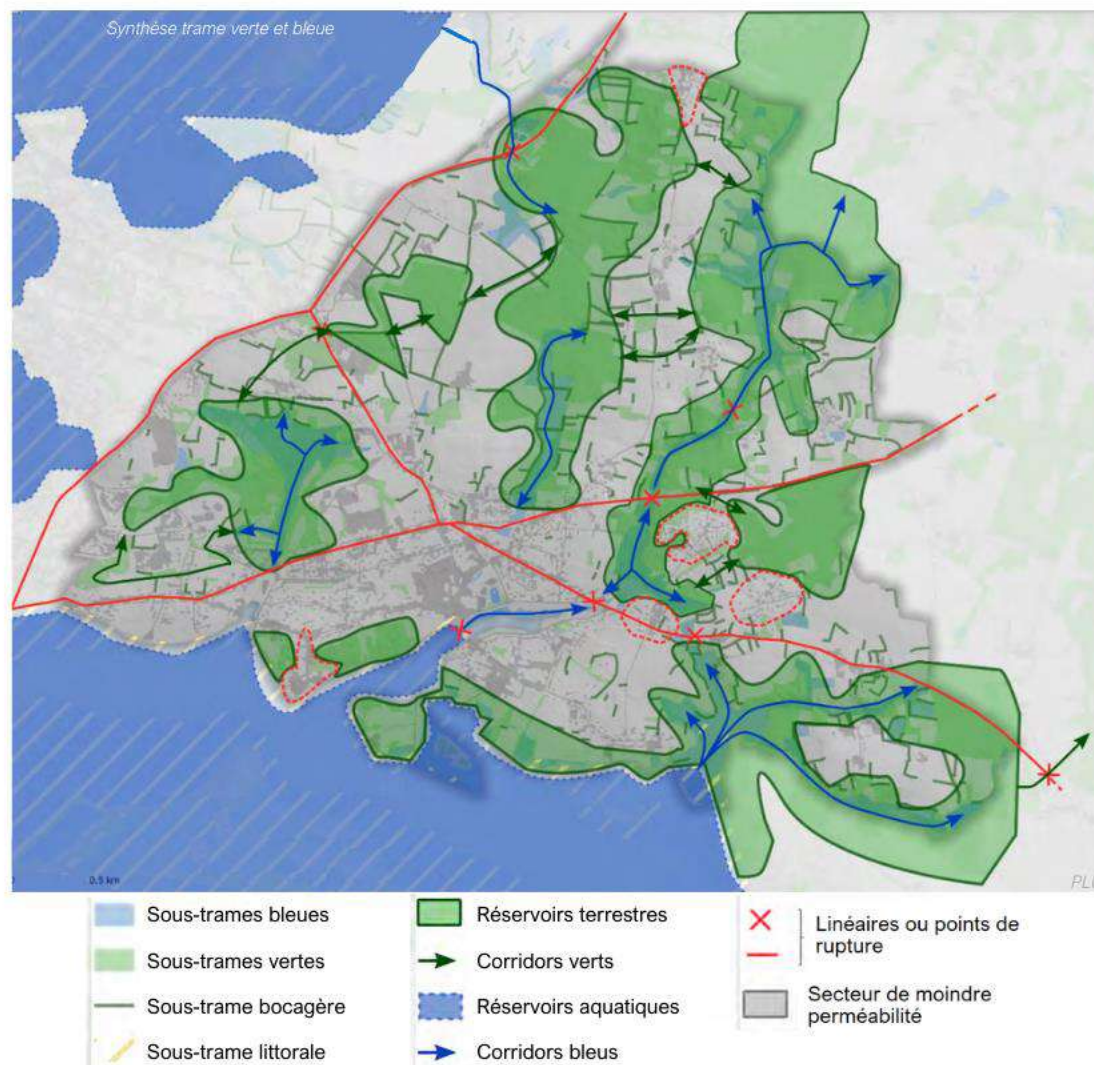 Synthèse trame verte et bleue
0.5 km
PLU
Sous-trames bleues
Sous-trames vertes
Sous-trame bocagère
Sous-trame littorale
Réservoirs terrestres
Corridors verts
Réservoirs aquatiques
Corridors bleus
Linéaires ou points de
rupture
Secteur de moindre
perméabilité